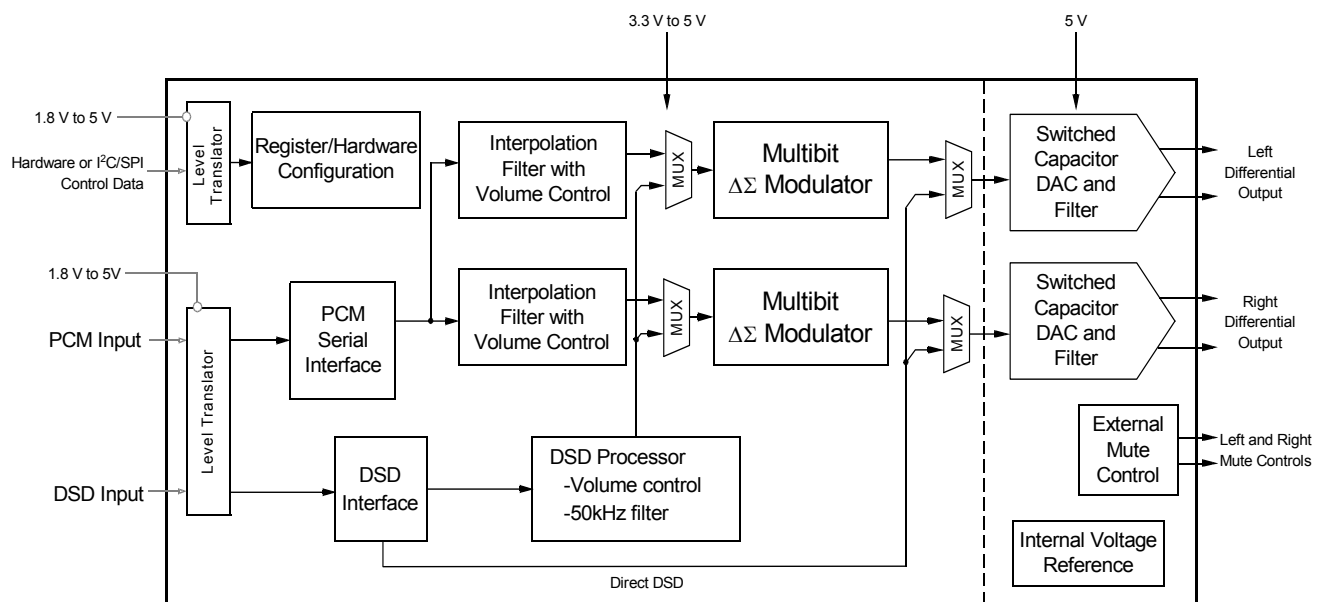 3.3 V to 5 V
5 V
1.8 V to 5 V
Hardware or I²C/SPI
Control Data
Level
Translator
Register/Hardware
Configuration
Interpolation
Filter with
Volume Control
MUX
Multibit
ΔΣ Modulator
MUX
Switched
Capacitor
DAC and
Filter
Left
Differential
Output
1.8 V to 5V
PCM Input
Level Translator
PCM
Serial
Interface
Interpolation
Filter with
Volume Control
MUX
Multibit
ΔΣ Modulator
MUX
Switched
Capacitor
DAC and
Filter
Right
Differential
Output
DSD Input
DSD
Interface
DSD Processor
-Volume control
-50kHz filter
External
Mute
Control
Left and Right
Mute Controls
Internal Voltage
Reference
Direct DSD